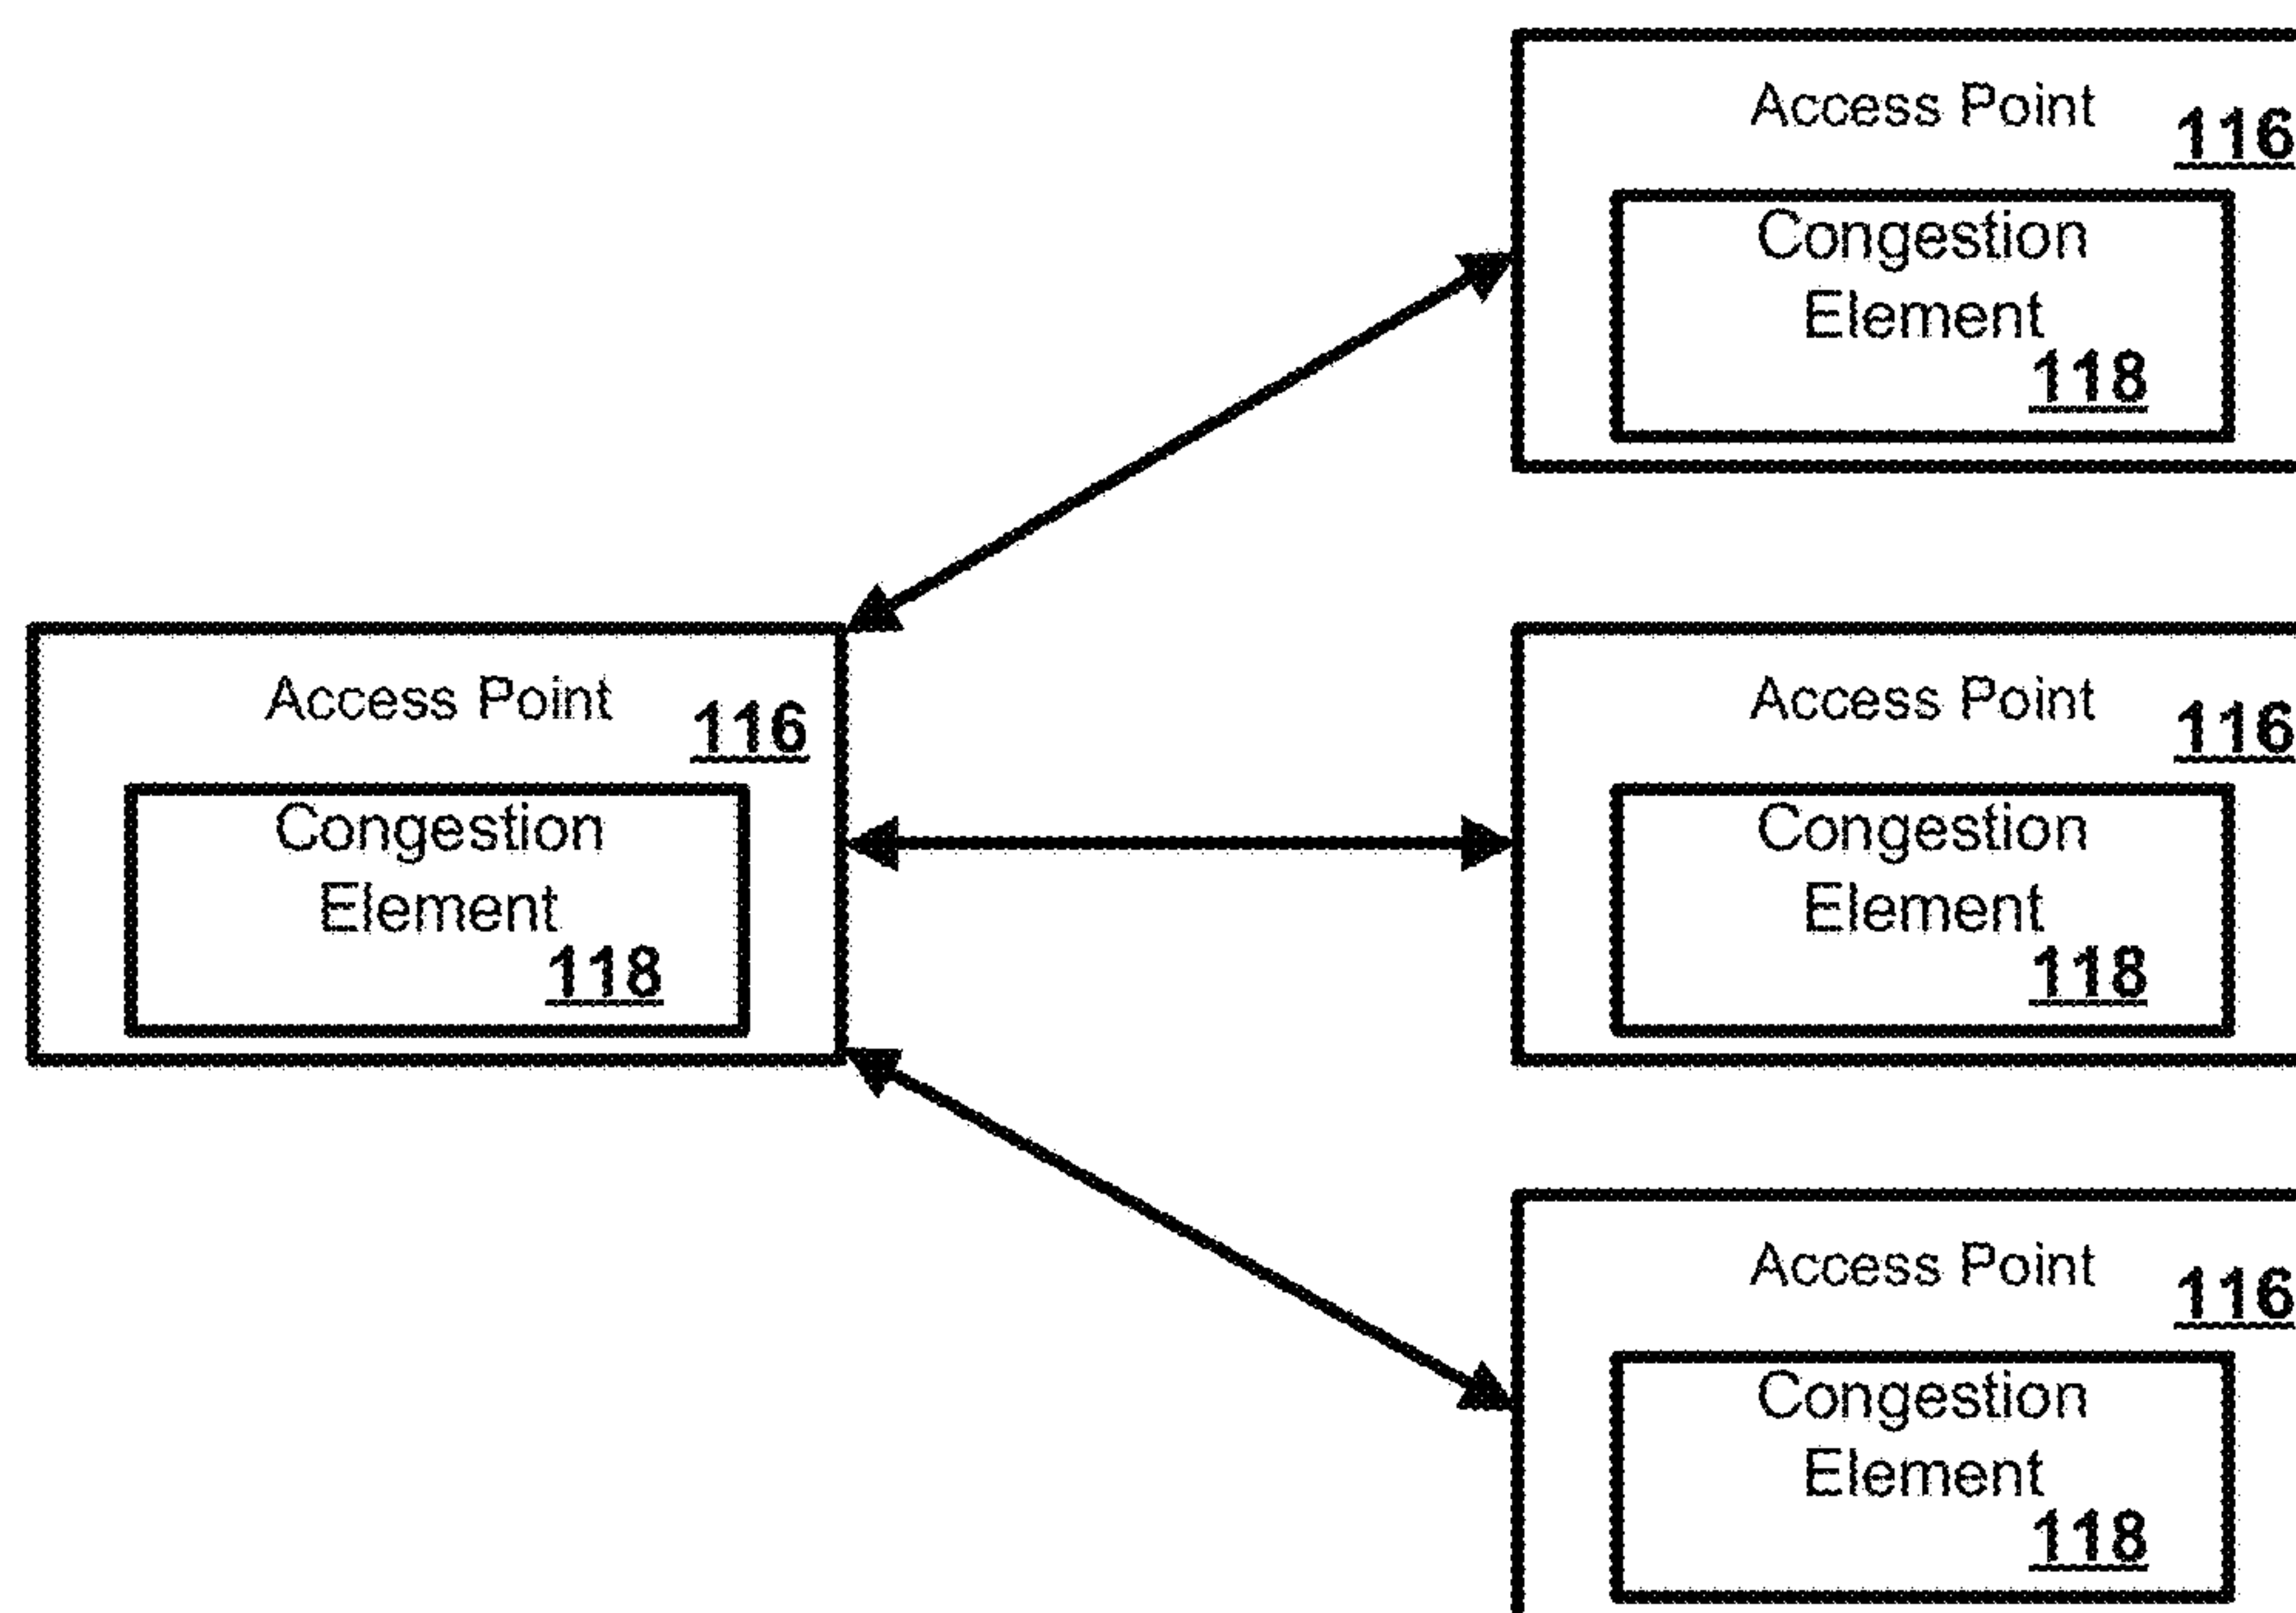 Access Point
116
Congestion
Element
118
Access Point
116
Congestion
Element
118
Access Point
116
Congestion
Element
118
Access Point
116
Congestion
Element
118